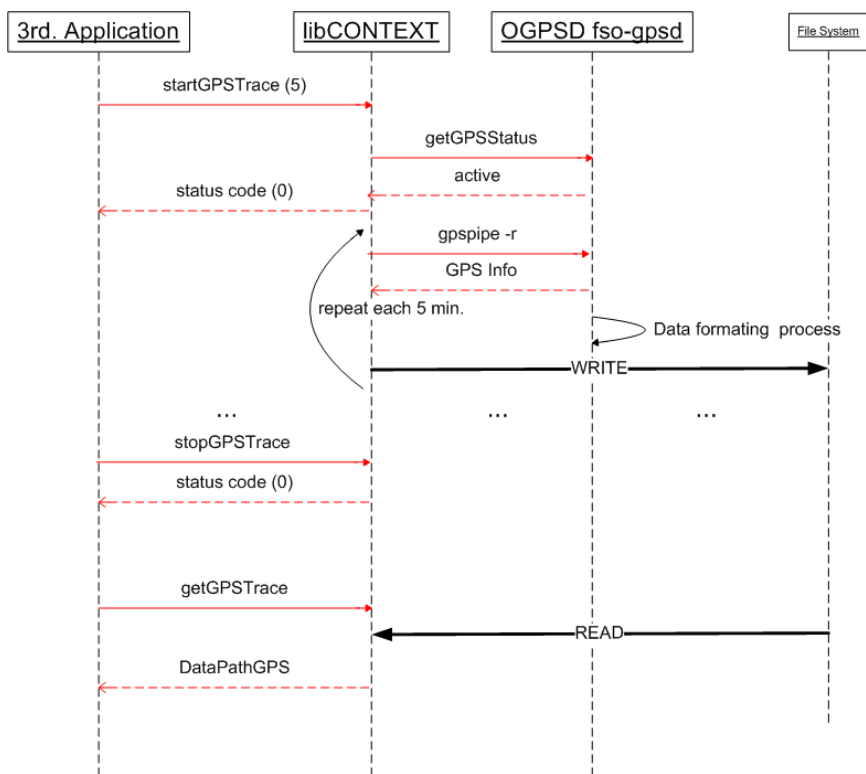 3rd. Application
libCONTEXT
OGPSD fso-gpsd
File System
startGPSTrace (5)
getGPSStatus
active
status code (0)
gpspipe -r
GPS Info
repeat each 5 min.
Data formating process
WRITE
... ... ...
stopGPSTrace
status code (0)
getGPSTrace
READ
DataPathGPS